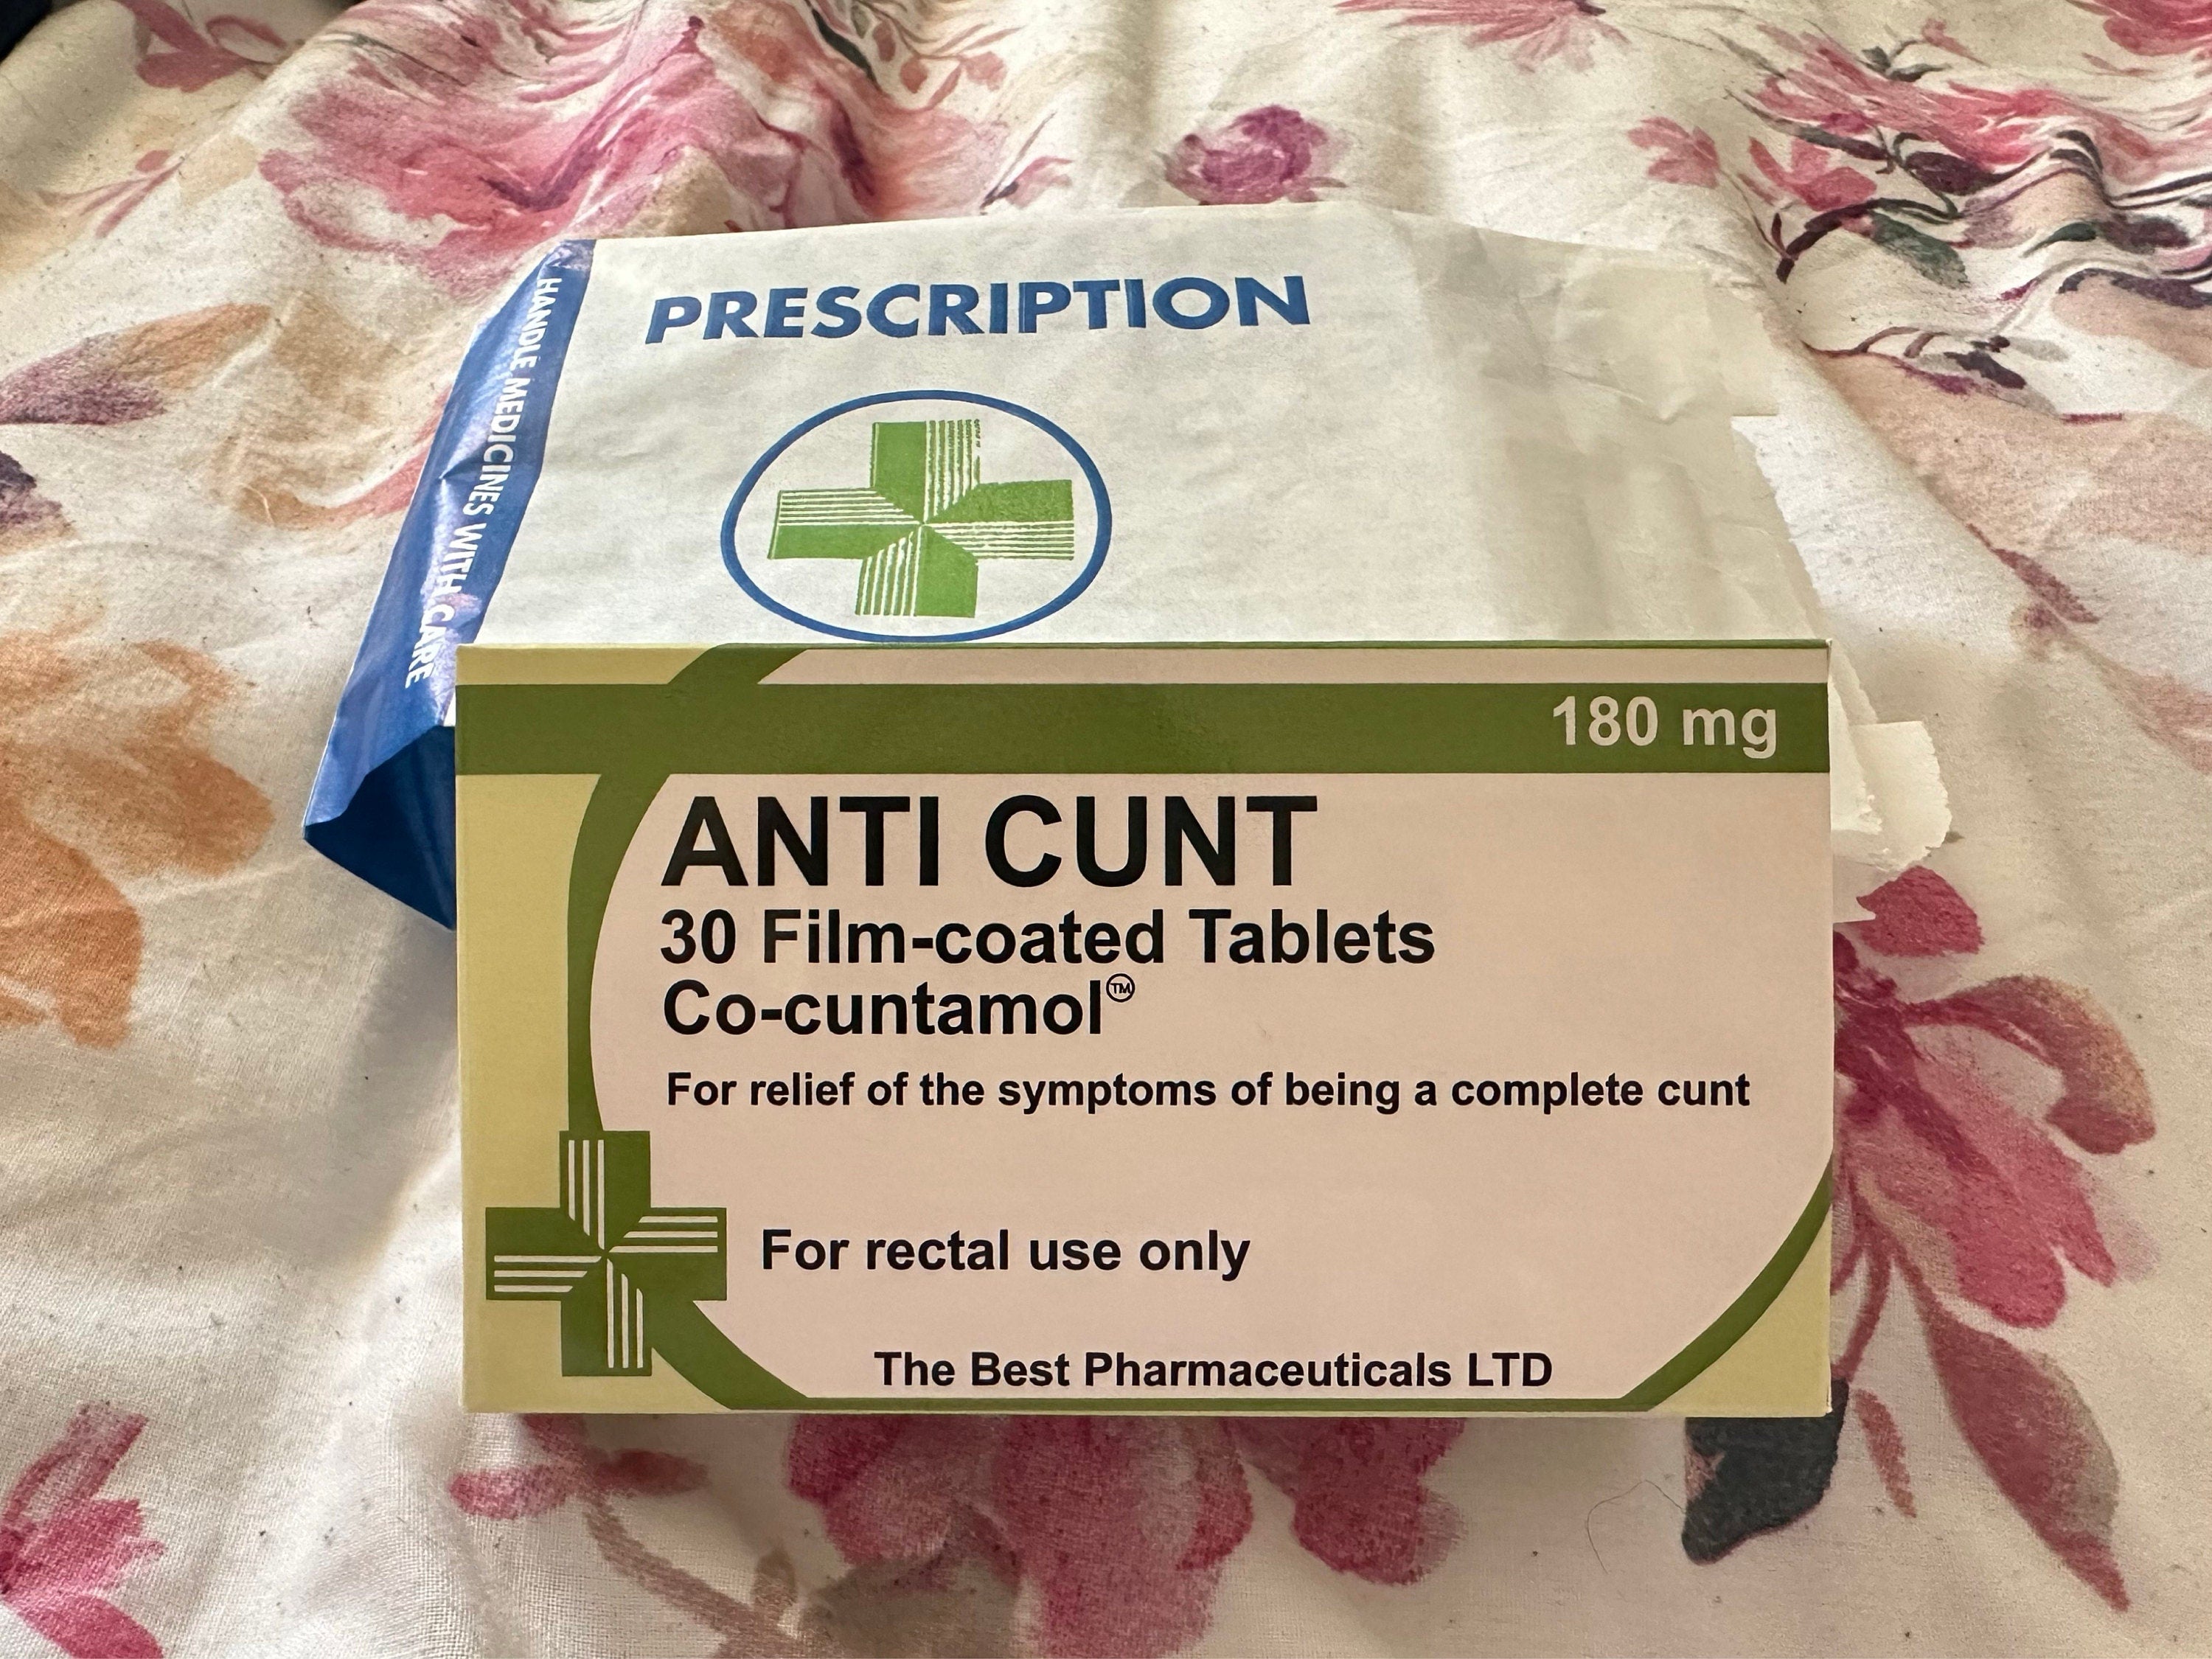 PRESCRIPTION
HANDLE MEDICINES WITH CARE
180 mg
ANTI CUNT
30 Film-coated Tablets
Co-cuntamol™
For relief of the symptoms of being a complete cunt
For rectal use only
The Best Pharmaceuticals LTD